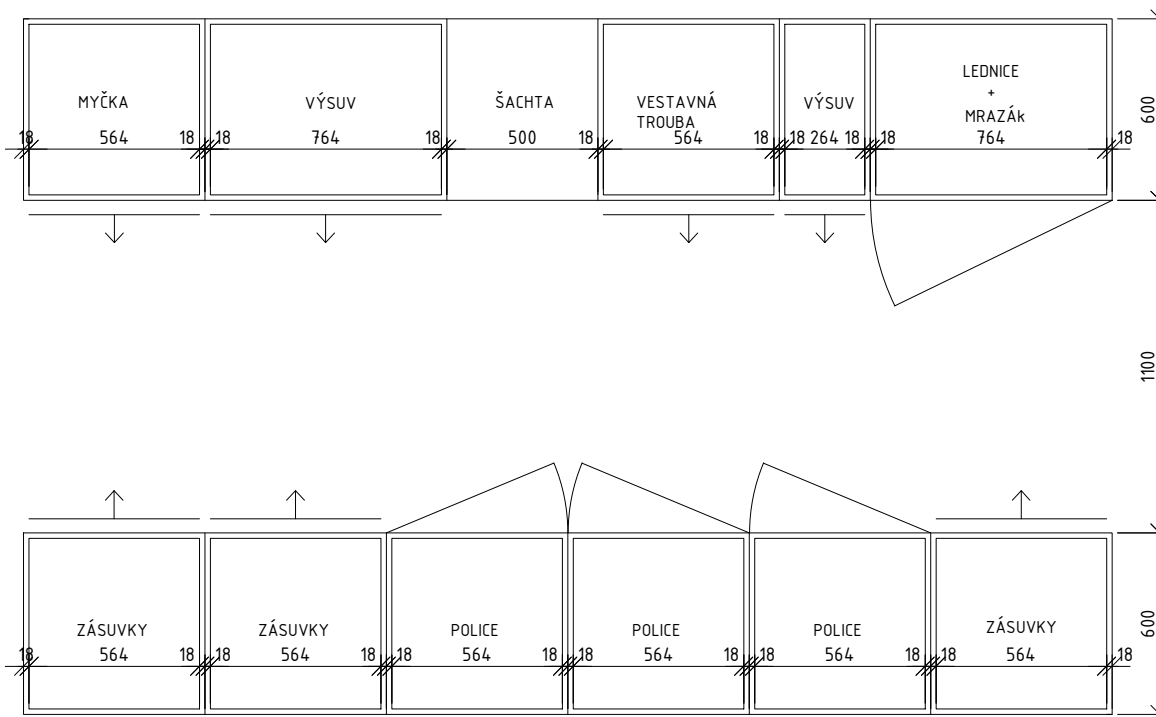 MYČKA
VÝSUV
ŠACHTA
VESTAVNÁ
TROUBA
VÝSUV
LEDNICE
+
MRAZÁk
18 564 18 18 764 18 500 18 564 18 18 264 18 18 764 18
600
1100
ZÁSUVKY ZÁSUVKY POLICE POLICE POLICE ZÁSUVKY
18 564 18 18 564 18 18 564 18 18 564 18 18 564 18 18 564 18
600